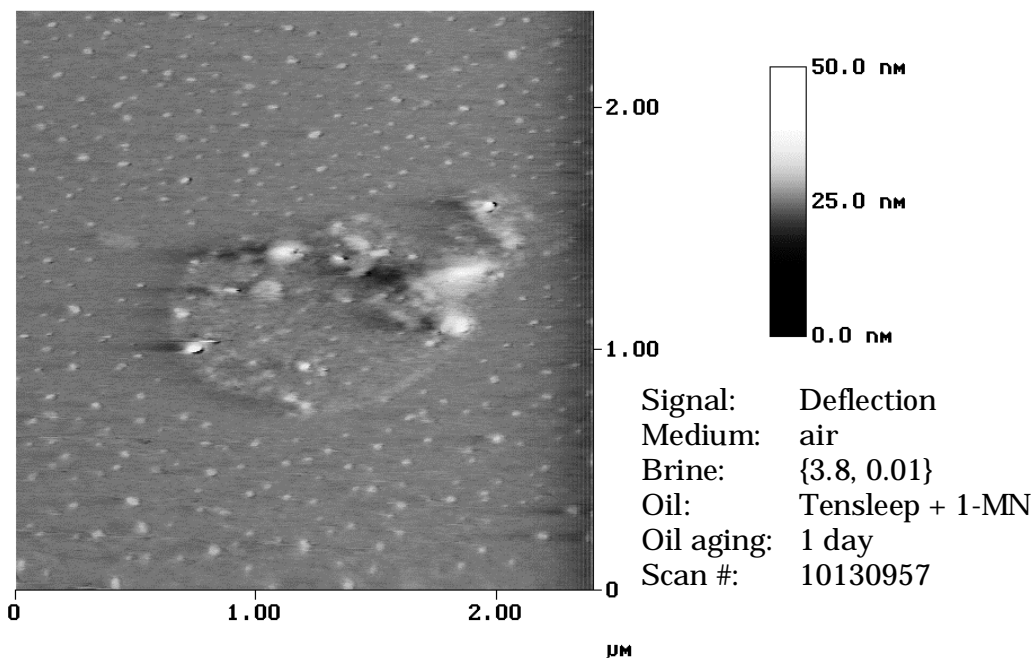 50.0 nM
2.00
25.0 nM
0.0 nM
1.00
Signal: Deflection
Medium: air
Brine: {3.8, 0.01}
Oil: Tensleep + 1-MN
Oil aging: 1 day
Scan #: 10130957
0
0 1.00 2.00
µM